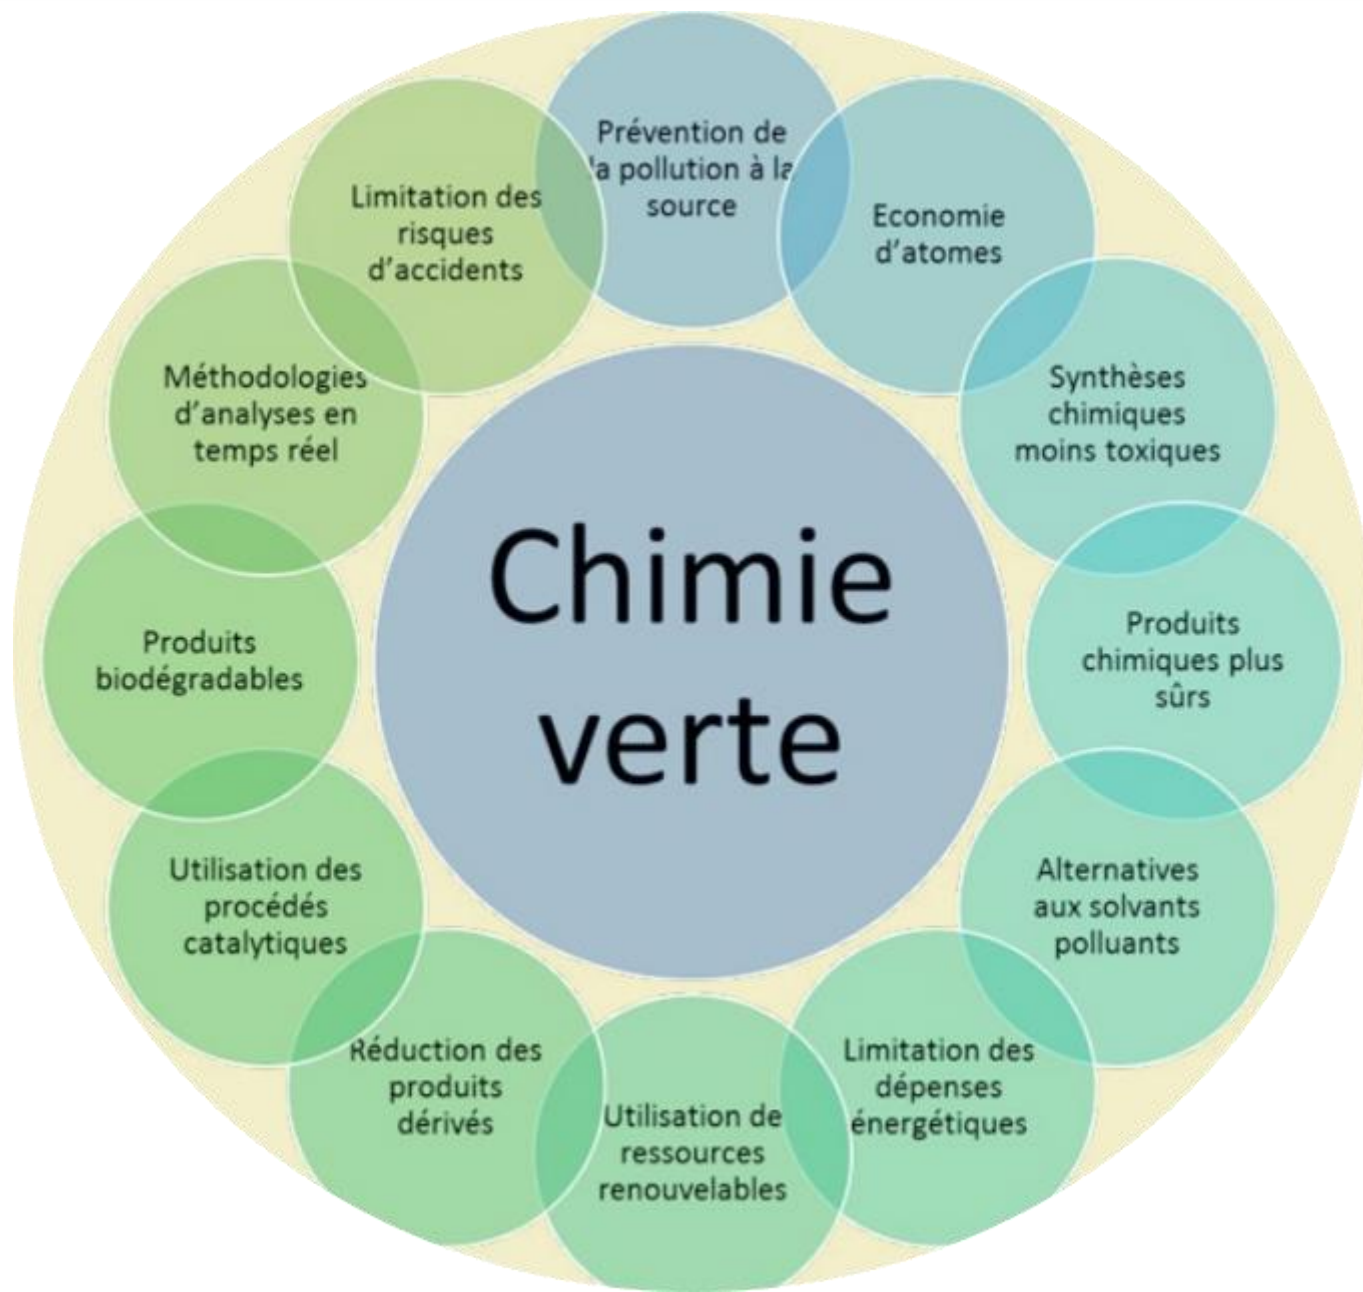 Prévention de
la pollution à la
source
Economie
d'atomes
Synthèses
chimiques
moins toxiques
Produits
chimiques plus
sûrs
Alternatives
aux solvants
polluants
Limitation des
dépenses
énergétiques
Utilisation de
ressources
renouvelables
Réduction des
produits
dérivés
Utilisation des
procédés
catalytiques
Produits
biodégradables
Méthodologies
d'analyses en
temps réel
Limitation des
risques
d'accidents
Chimie
verte